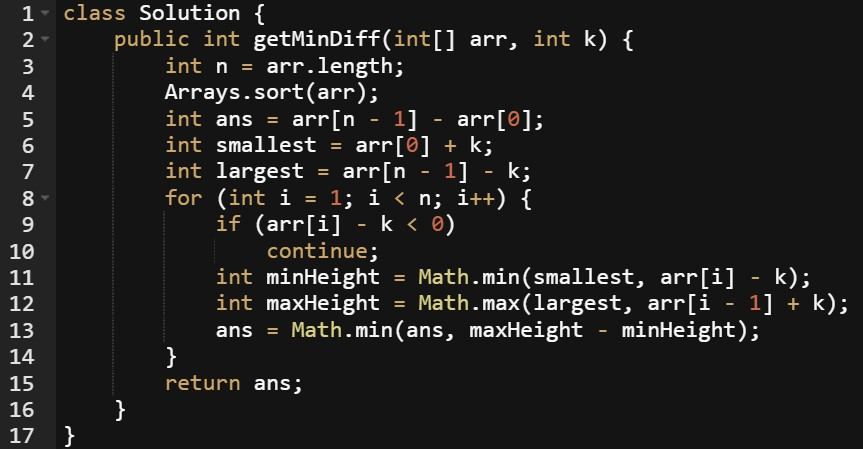 1 class Solution {
2     public int getMinDiff(int[] arr, int k) {
3         int n = arr.length;
4         Arrays.sort(arr);
5         int ans = arr[n - 1] - arr[0];
6         int smallest = arr[0] + k;
7         int largest = arr[n - 1] - k;
8         for (int i = 1; i < n; i++) {
9             if (arr[i] - k < 0)
10                 continue;
11             int minHeight = Math.min(smallest, arr[i] - k);
12             int maxHeight = Math.max(largest, arr[i - 1] + k);
13             ans = Math.min(ans, maxHeight - minHeight);
14         }
15         return ans;
16     }
17 }